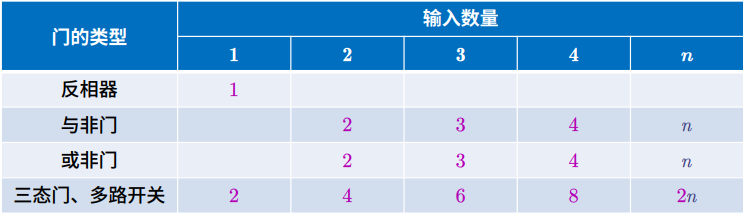 门的类型 输入数量
1 2 3 4 n
反相器 1
与非门 2 3 4 n
或非门 2 3 4 n
三态门、多路开关 2 4 6 8 2n